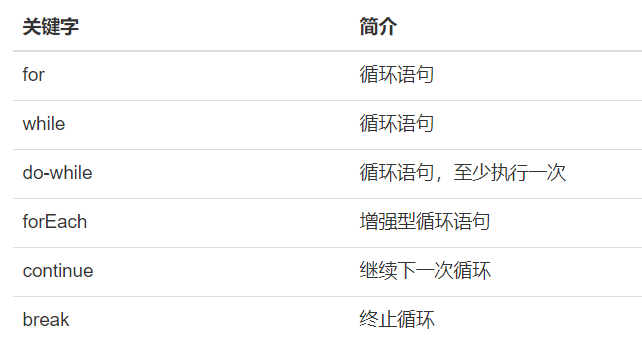 关键字 简介
for 循环语句
while 循环语句
do-while 循环语句，至少执行一次
forEach 增强型循环语句
continue 继续下一次循环
break 终止循环